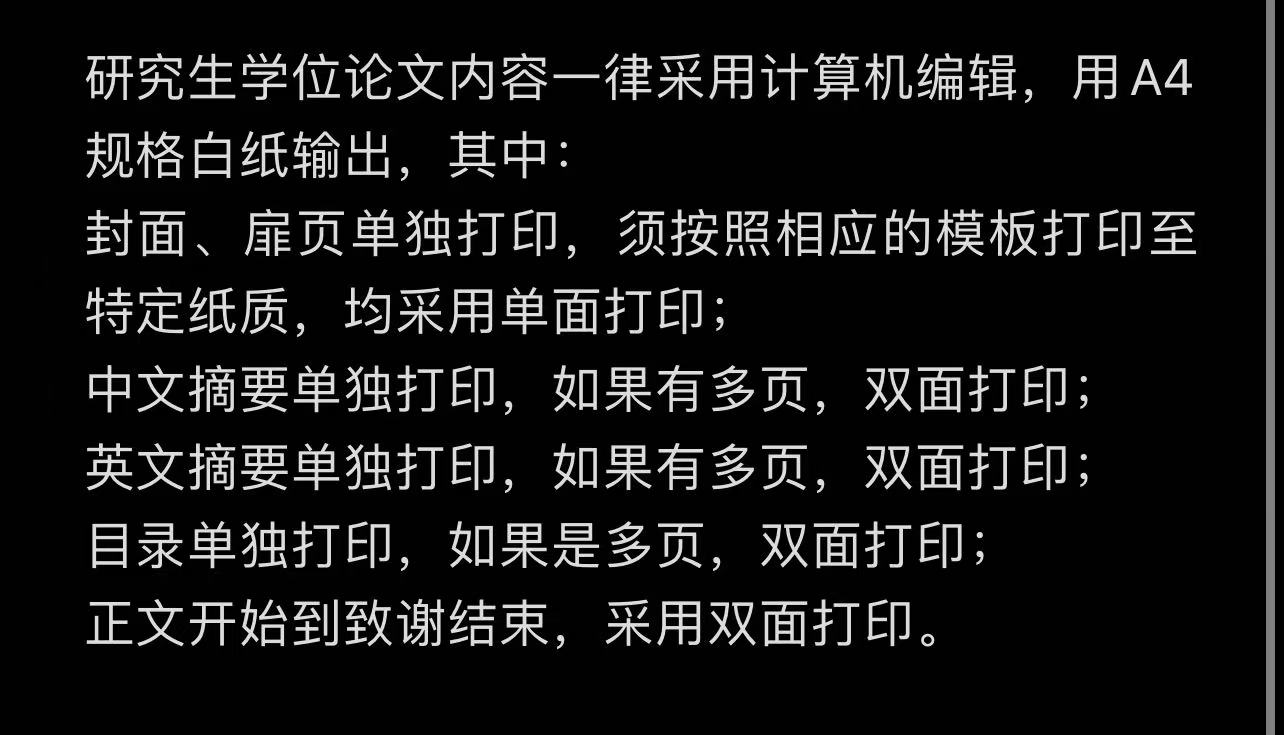 研究生学位论文内容一律采用计算机编辑，用A4
规格白纸输出，其中：
封面、扉页单独打印，须按照相应的模板打印至
特定纸质，均采用单面打印；
中文摘要单独打印，如果有多页，双面打印；
英文摘要单独打印，如果有多页，双面打印；
目录单独打印，如果是多页，双面打印；
正文开始到致谢结束，采用双面打印。